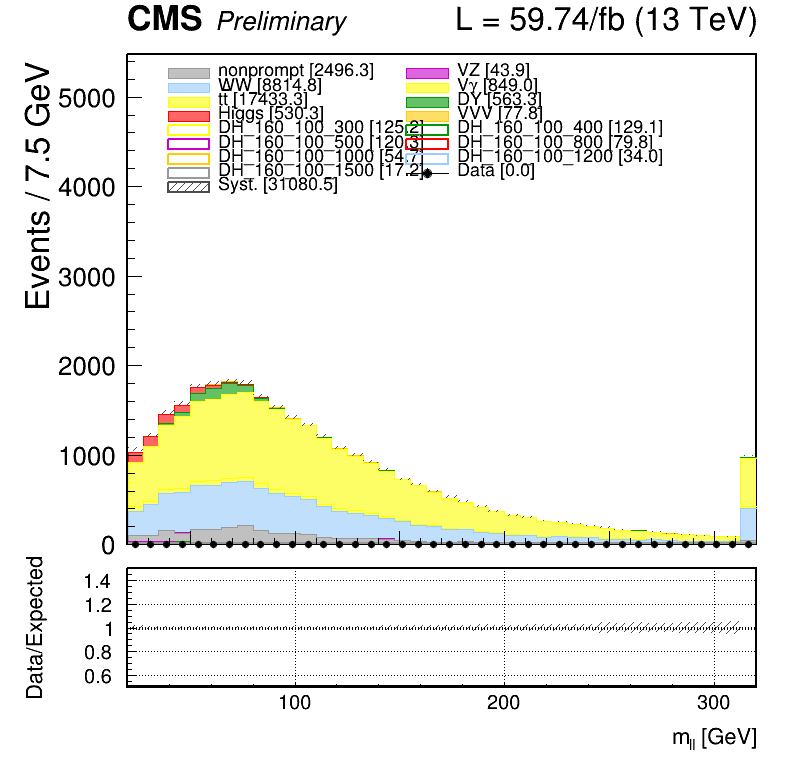 CMS Preliminary L = 59.74/fb (13 TeV)
Events / 7.5 GeV
nonprompt [2496.3] VZ [43.9]
WW [8814.8] Vγ [849.0]
tt [17433.3] DY [563.3]
Higgs [530.3] VVV [77.8]
DH_160_100_300 [125.2] DH_160_100_400 [129.1]
DH_160_100_500 [120.3] DH_160_100_800 [79.8]
DH_160_100_1000 [54.7] DH_160_100_1200 [34.0]
DH_160_100_1500 [17.2] Data [0.0]
Syst. [31080.5]
5000
4000
3000
2000
1000
0
Data/Expected
1.4
1.2
1
0.8
0.6
100 200 300
m_ll [GeV]